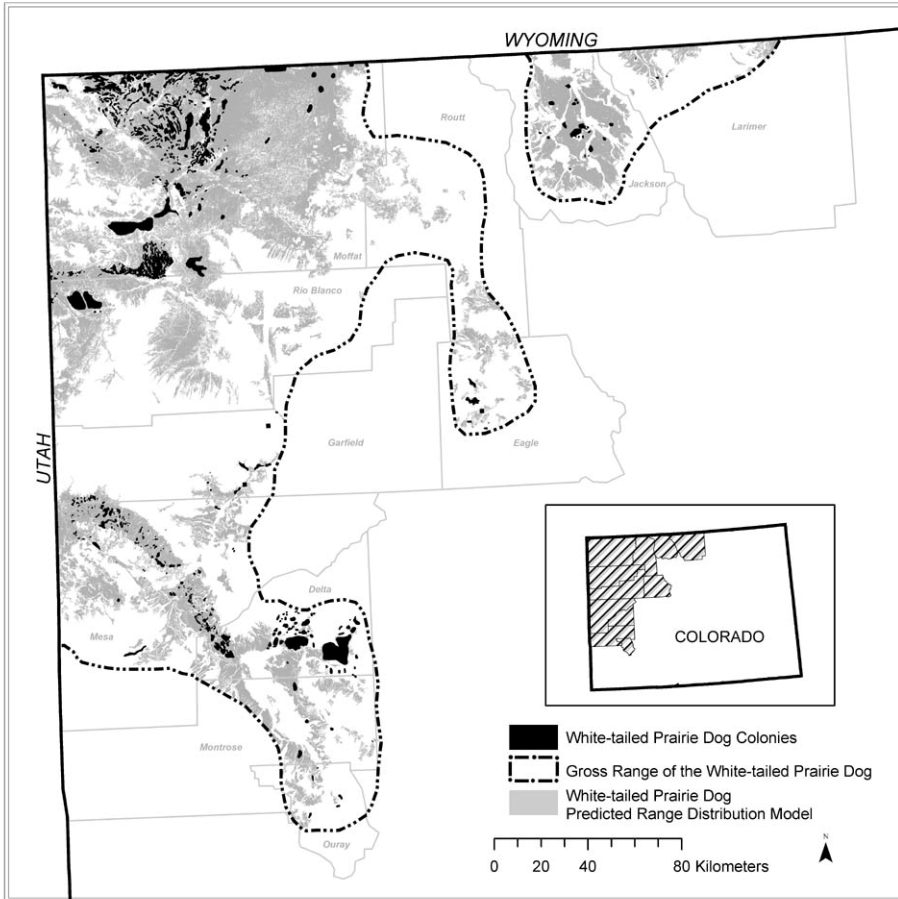 WYOMING
Routt
Larimer
Jackson
Moffat
Rio Blanco
UTAH
Garfield
Eagle
Delta
Mesa
COLORADO
Montrose
White-tailed Prairie Dog Colonies
Gross Range of the White-tailed Prairie Dog
White-tailed Prairie Dog
Predicted Range Distribution Model
Ouray
N
0 20 40 80 Kilometers